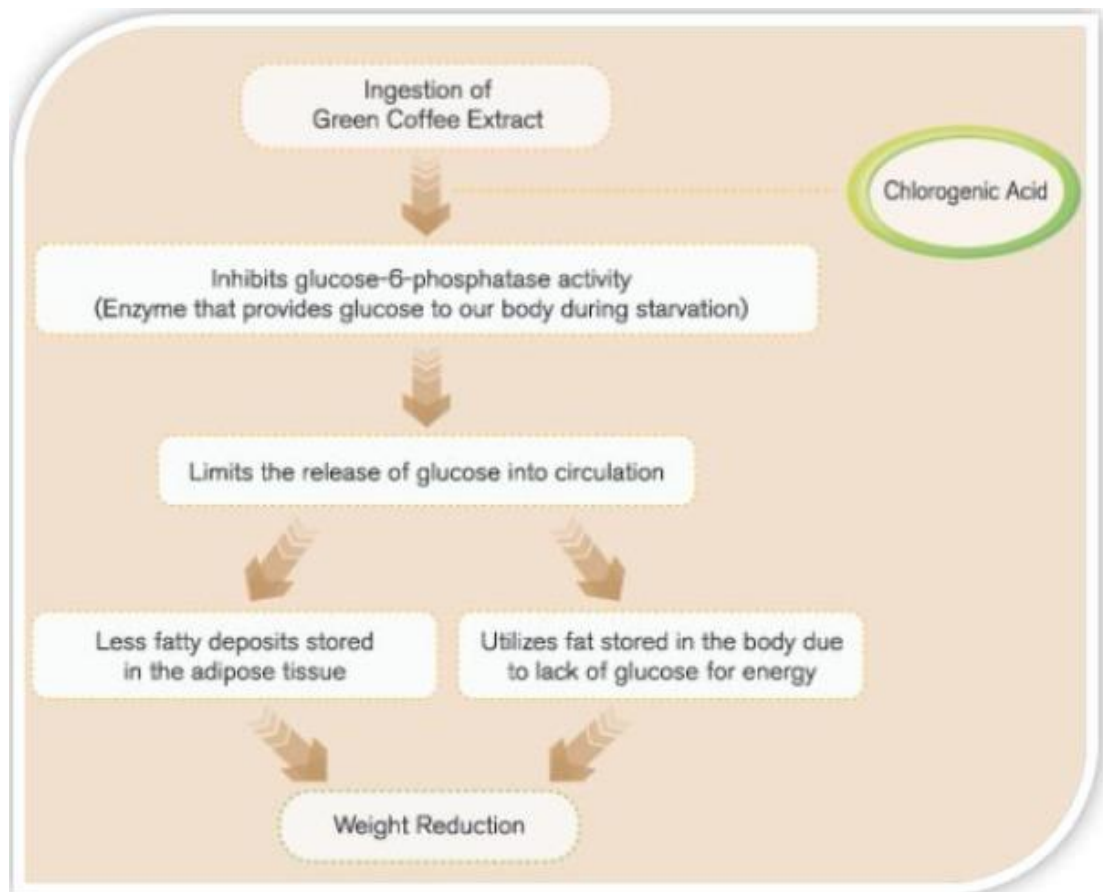 Ingestion of
Green Coffee Extract
Chlorogenic Acid
Inhibits glucose-6-phosphatase activity
(Enzyme that provides glucose to our body during starvation)
Limits the release of glucose into circulation
Less fatty deposits stored
in the adipose tissue
Utilizes fat stored in the body due
to lack of glucose for energy
Weight Reduction